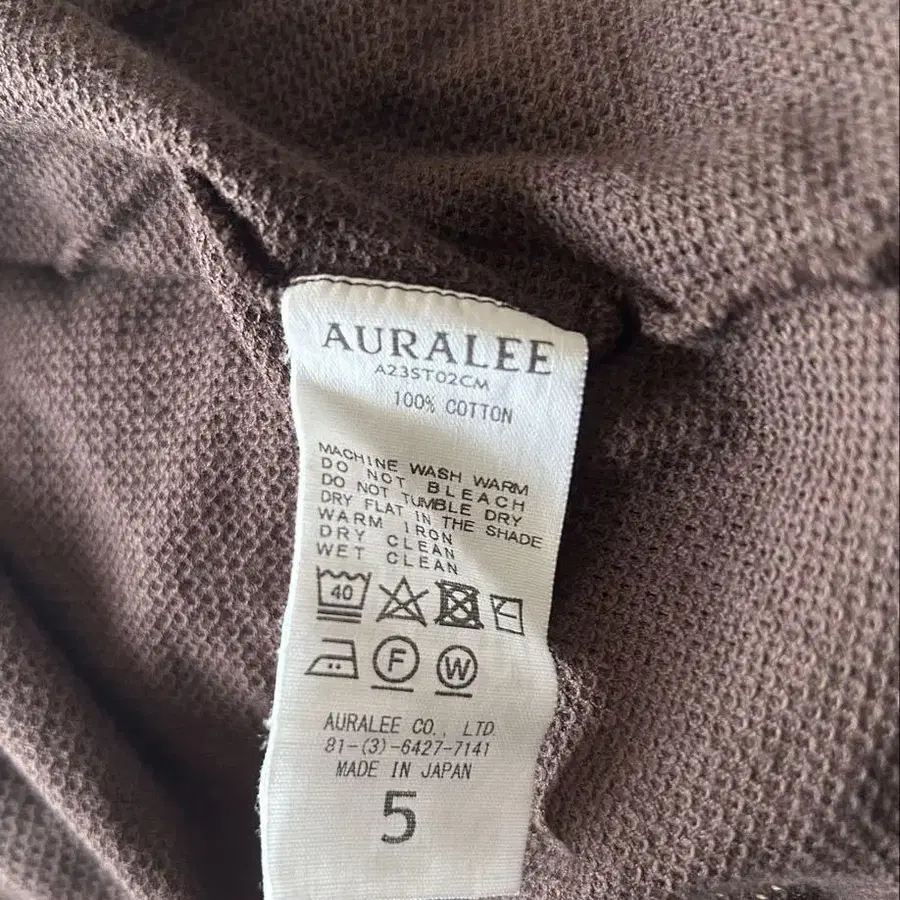 AURALEE
A23ST02CM
100% COTTON
MACHINE WASH WARM
DO NOT BLEACH
DO NOT TUMBLE DRY
DRY FLAT IN THE SHADE
WARM IRON
DRY CLEAN
WET CLEAN
40
F W
AURALEE CO., LTD
81-(3)-6427-7141
MADE IN JAPAN
5